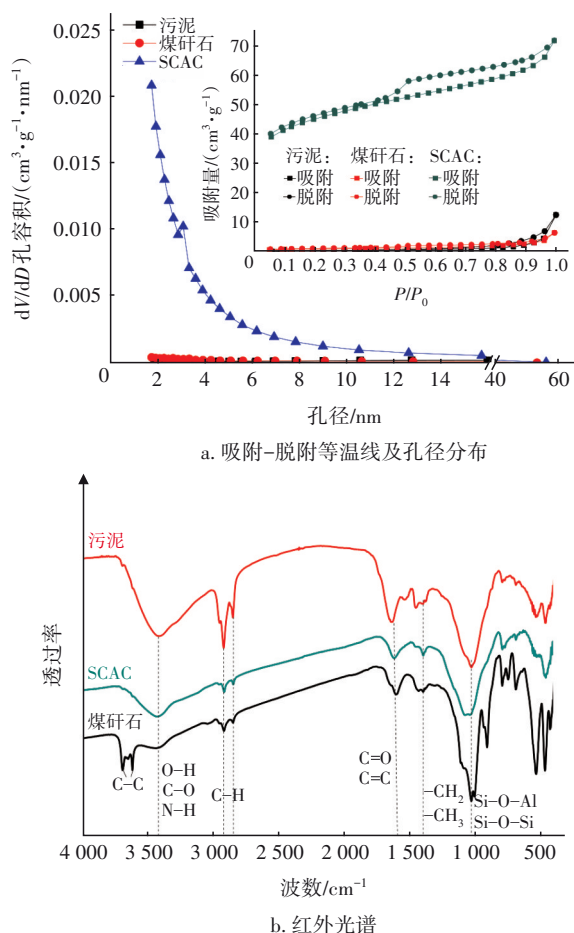 0.025
0.020
0.015
0.010
0.005
dV/dD孔容积/(cm³·g⁻¹·nm⁻¹)
污泥
煤矸石
SCAC
80
70
60
50
40
30
20
10
0
吸附量/(cm³·g⁻¹)
污泥: 煤矸石: SCAC:
吸附 吸附 吸附
脱附 脱附 脱附
0.1 0.2 0.3 0.4 0.5 0.6 0.7 0.8 0.9 1.0
P/P₀
0 2 4 6 8 10 12 14 40 60
孔径/nm
a. 吸附-脱附等温线及孔径分布
污泥
SCAC
煤矸石
透过率
C-C
O-H
C-O
N-H
C-H
C=O
C=C
-CH₂
-CH₃
Si-O-Al
Si-O-Si
4 000 3 500 3 000 2 500 2 000 1 500 1 000 500
波数/cm⁻¹
b. 红外光谱